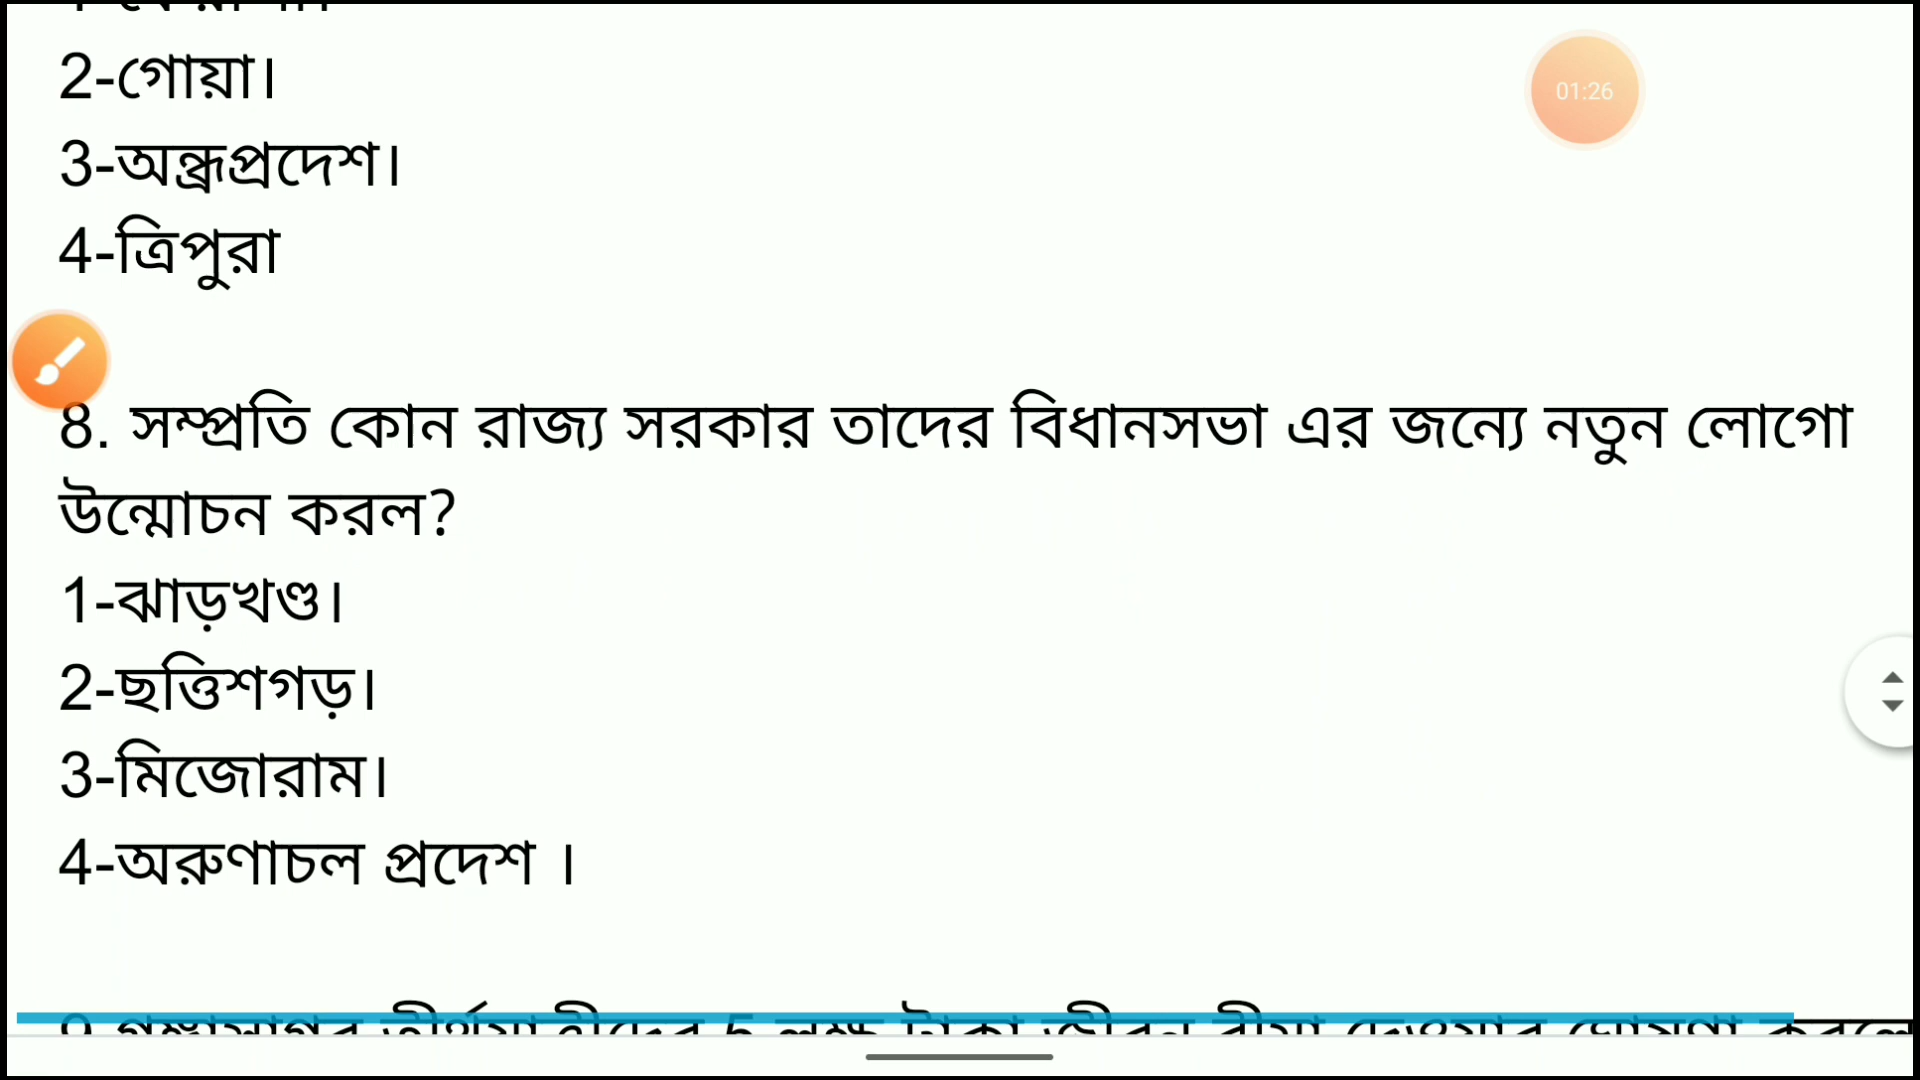 2-গোয়া।
01:26
3-অন্ধ্রপ্রদেশ।
4-ত্রিপুরা
8. সম্প্রতি কোন রাজ্য সরকার তাদের বিধানসভা এর জন্যে নতুন লোগো
উন্মোচন করল?
1-ঝাড়খণ্ড।
2-ছত্তিশগড়।
3-মিজোরাম।
4-অরুণাচল প্রদেশ ।